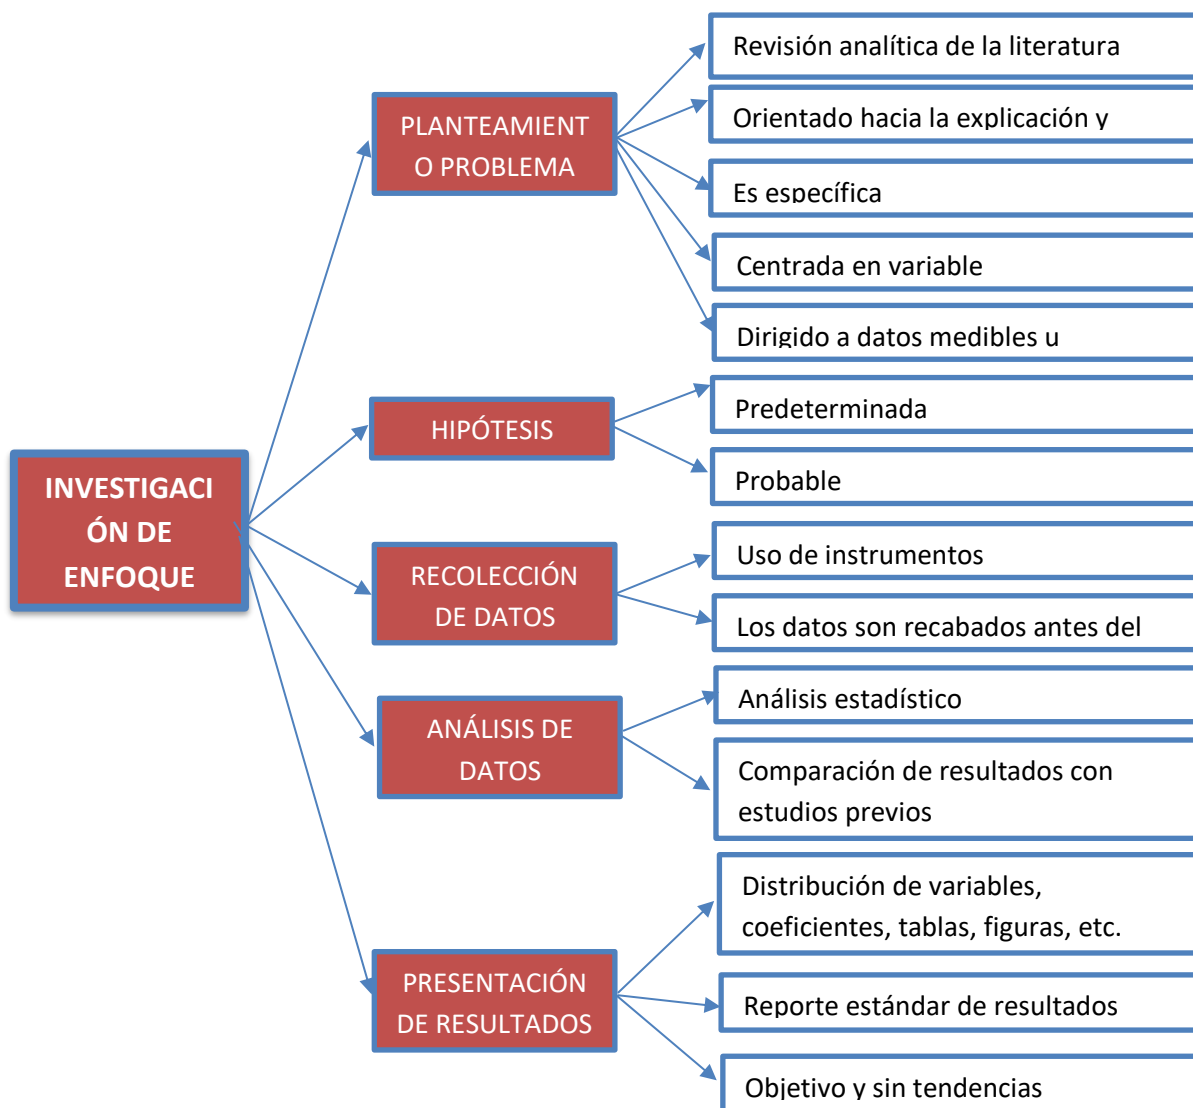 INVESTIGACI
ÓN DE
ENFOQUE
PLANTEAMIENT
O PROBLEMA
Revisión analítica de la literatura
Orientado hacia la explicación y
Es específica
Centrada en variable
Dirigido a datos medibles u
HIPÓTESIS
Predeterminada
Probable
RECOLECCIÓN
DE DATOS
Uso de instrumentos
Los datos son recabados antes del
ANÁLISIS DE
DATOS
Análisis estadístico
Comparación de resultados con
estudios previos
PRESENTACIÓN
DE RESULTADOS
Distribución de variables,
coeficientes, tablas, figuras, etc.
Reporte estándar de resultados
Objetivo y sin tendencias